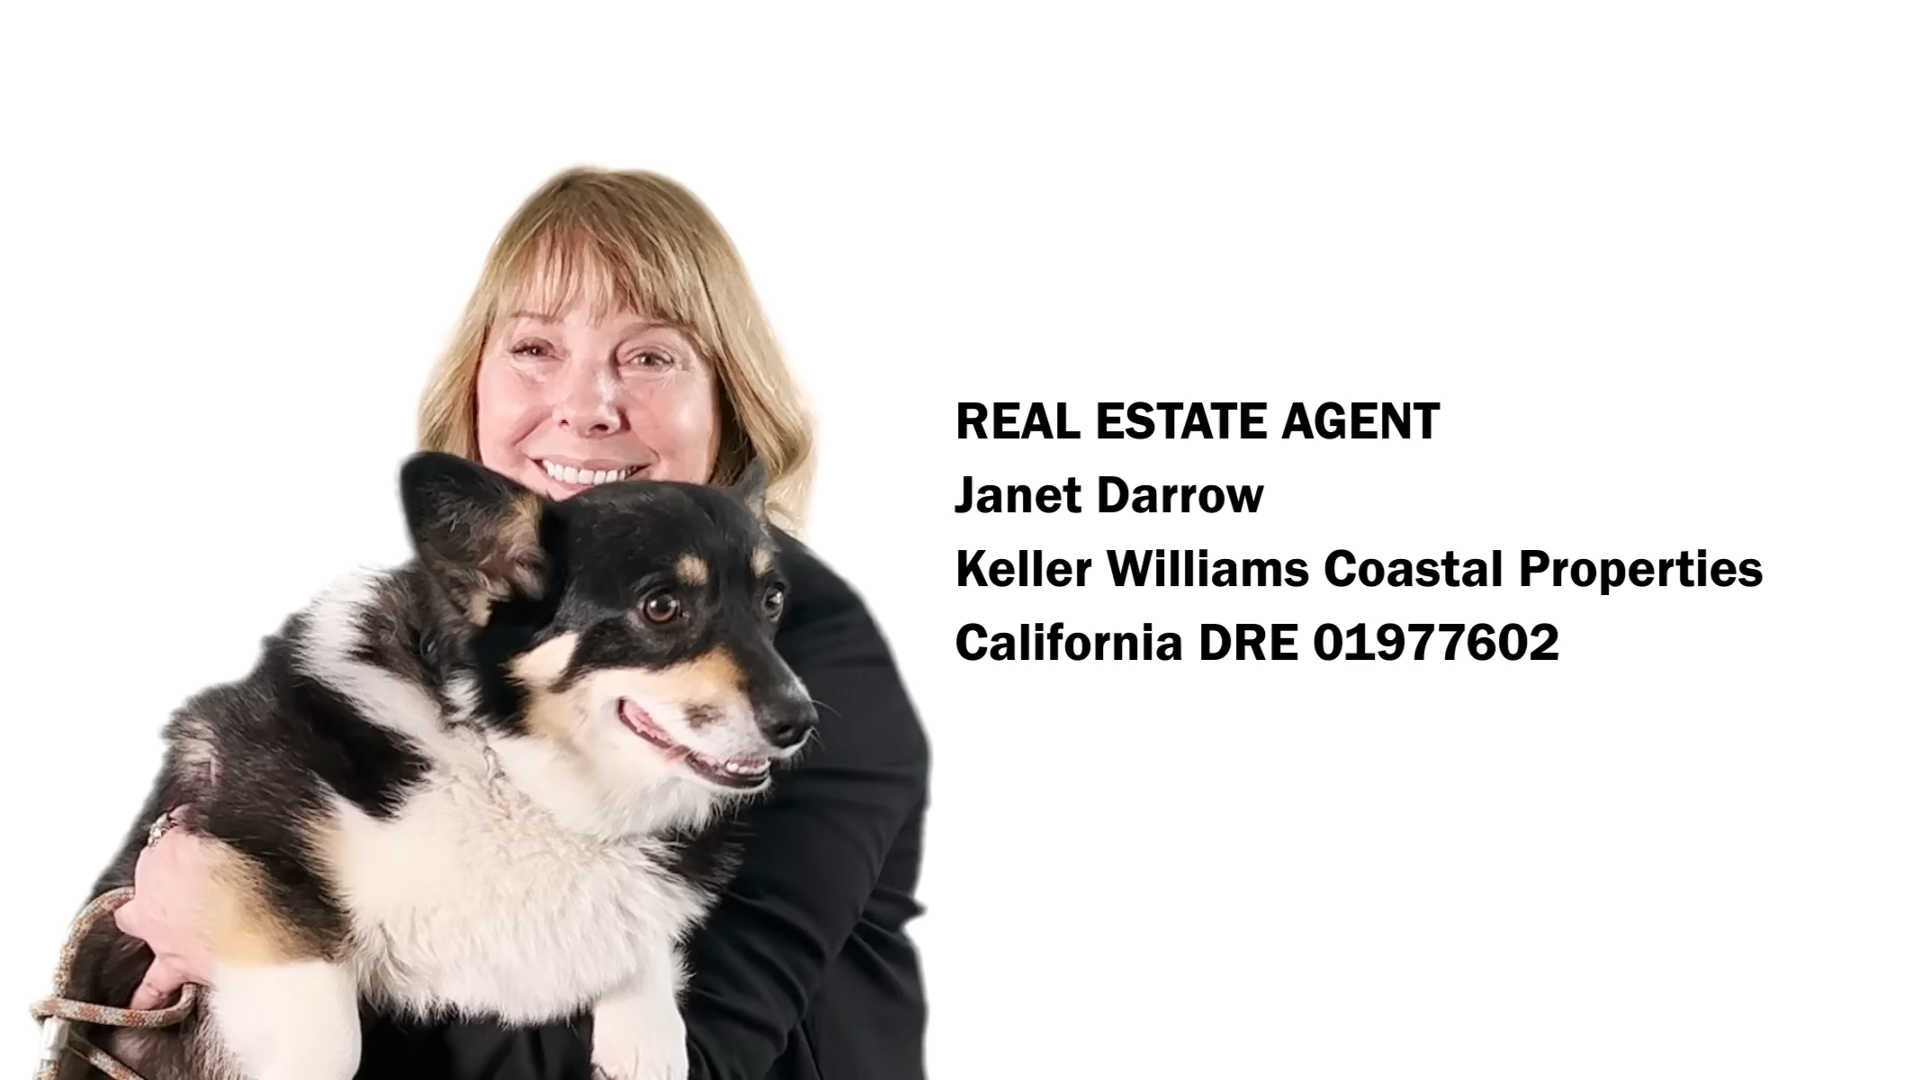 REAL ESTATE AGENT
Janet Darrow
Keller Williams Coastal Properties
California DRE 01977602